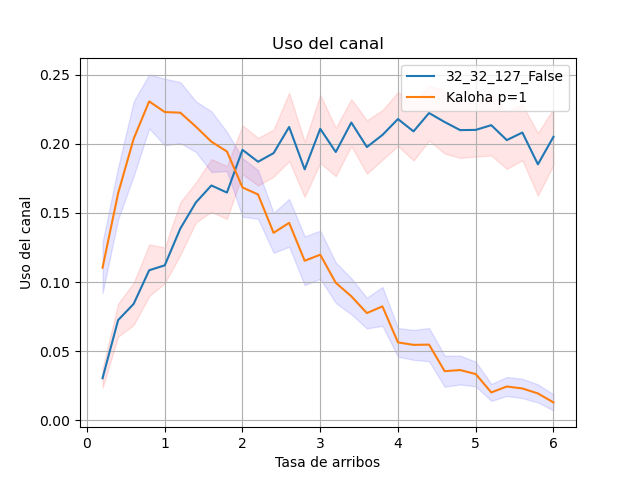 Uso del canal
32_32_127_False
Kaloha p=1
Uso del canal
0.25
0.20
0.15
0.10
0.05
0.00
0 1 2 3 4 5 6
Tasa de arribos